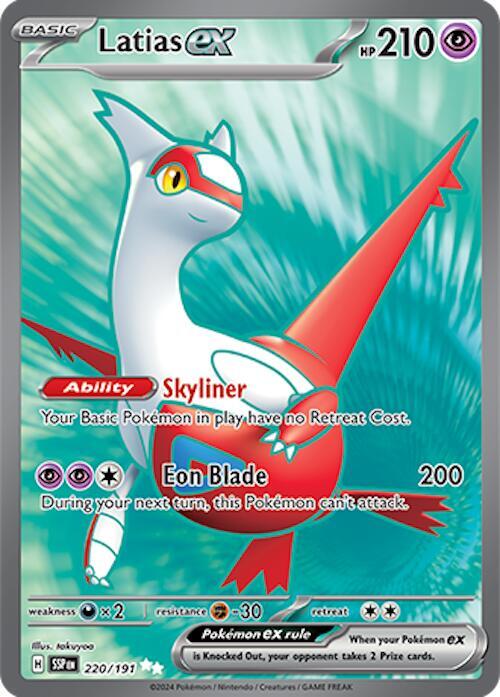 BASIC
Latias ex
HP 210
Ability Skyliner
Your Basic Pokémon in play have no Retreat Cost.
Eon Blade 200
During your next turn, this Pokémon can't attack.
weakness ×2 resistance -30 retreat
Pokémon ex rule
When your Pokémon ex
is Knocked Out, your opponent takes 2 Prize cards.
Illus. takuyoa
H SSP EN 220/191
©2024 Pokémon / Nintendo / Creatures / GAME FREAK